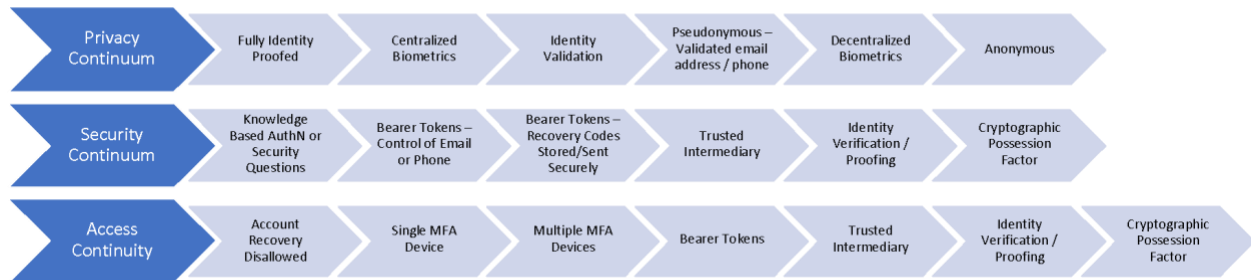 Privacy
Continuum
Fully Identity
Proofed
Centralized
Biometrics
Identity
Validation
Pseudonymous –
Validated email
address / phone
Decentralized
Biometrics
Anonymous
Security
Continuum
Knowledge
Based AuthN or
Security
Questions
Bearer Tokens –
Control of Email
or Phone
Bearer Tokens –
Recovery Codes
Stored/Sent
Securely
Trusted
Intermediary
Identity
Verification /
Proofing
Cryptographic
Possession
Factor
Access
Continuity
Account
Recovery
Disallowed
Single MFA
Device
Multiple MFA
Devices
Bearer Tokens
Trusted
Intermediary
Identity
Verification /
Proofing
Cryptographic
Possession
Factor